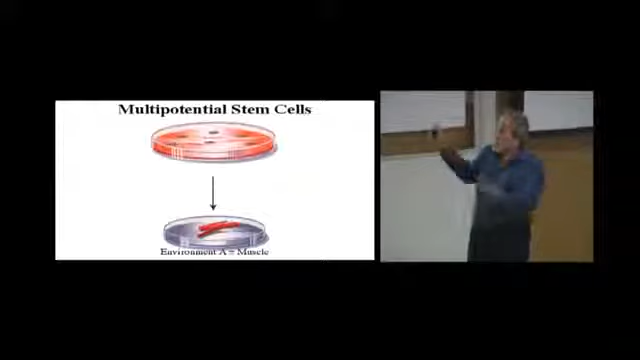 Multipotential Stem Cells
Environment A = Muscle